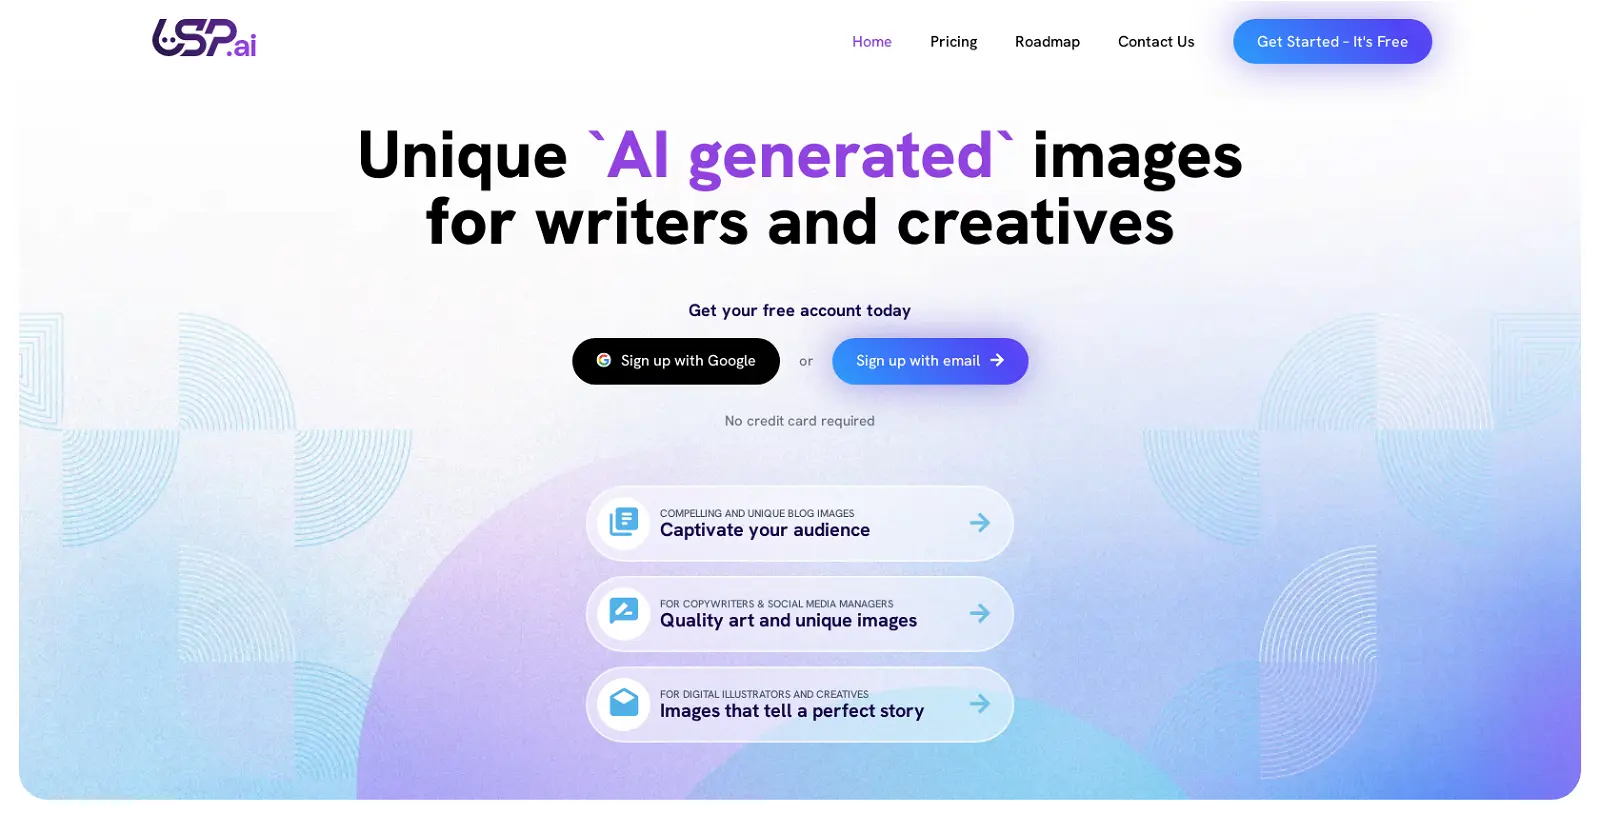 USP.ai
Home
Pricing
Roadmap
Contact Us
Get Started – It's Free
Unique `AI generated` images
for writers and creatives
Get your free account today
Sign up with Google
or
Sign up with email
No credit card required
COMPELLING AND UNIQUE BLOG IMAGES
Captivate your audience
FOR COPYWRITERS & SOCIAL MEDIA MANAGERS
Quality art and unique images
FOR DIGITAL ILLUSTRATORS AND CREATIVES
Images that tell a perfect story